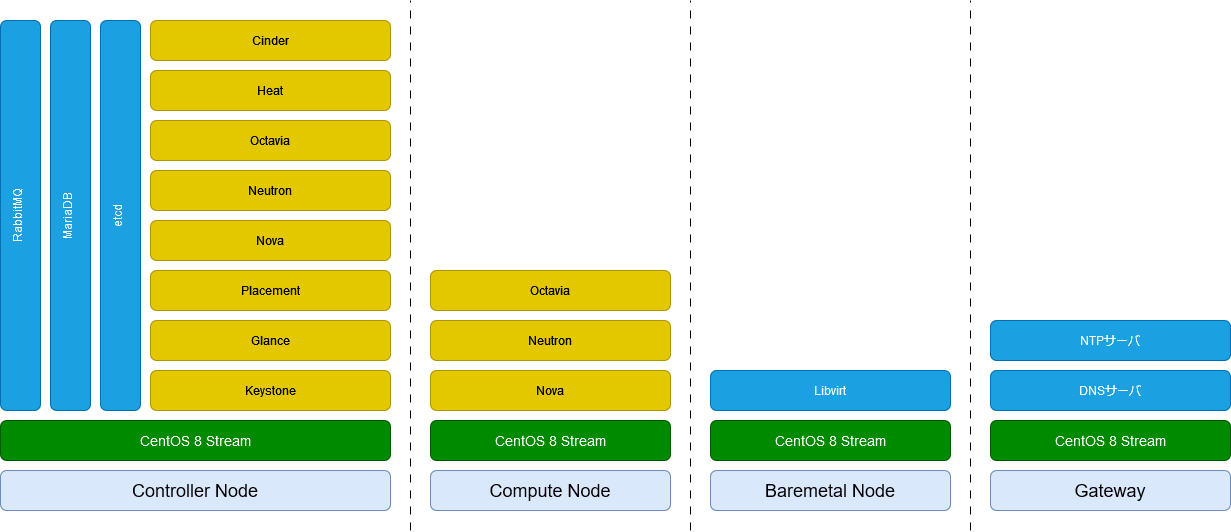 RabbitMQ
MariaDB
etcd
Cinder
Heat
Octavia
Neutron
Nova
Placement
Glance
Keystone
CentOS 8 Stream
Controller Node
Octavia
Neutron
Nova
CentOS 8 Stream
Compute Node
Libvirt
CentOS 8 Stream
Baremetal Node
NTPサーバ
DNSサーバ
CentOS 8 Stream
Gateway